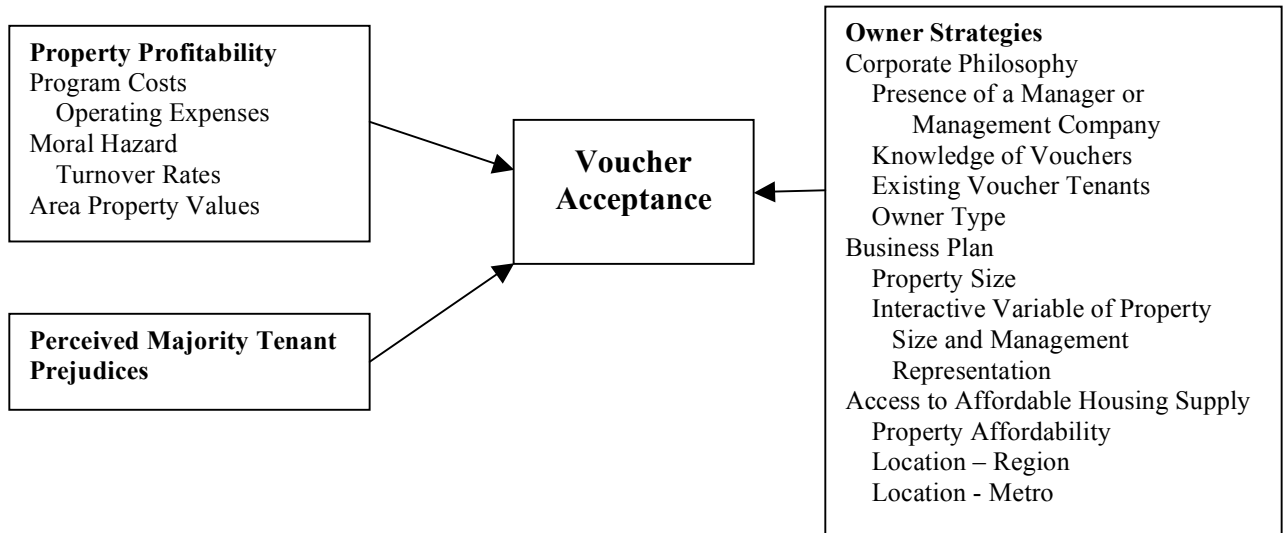 Property Profitability
Program Costs
Operating Expenses
Moral Hazard
Turnover Rates
Area Property Values
Perceived Majority Tenant
Prejudices
Voucher
Acceptance
Owner Strategies
Corporate Philosophy
Presence of a Manager or
Management Company
Knowledge of Vouchers
Existing Voucher Tenants
Owner Type
Business Plan
Property Size
Interactive Variable of Property
Size and Management
Representation
Access to Affordable Housing Supply
Property Affordability
Location – Region
Location - Metro